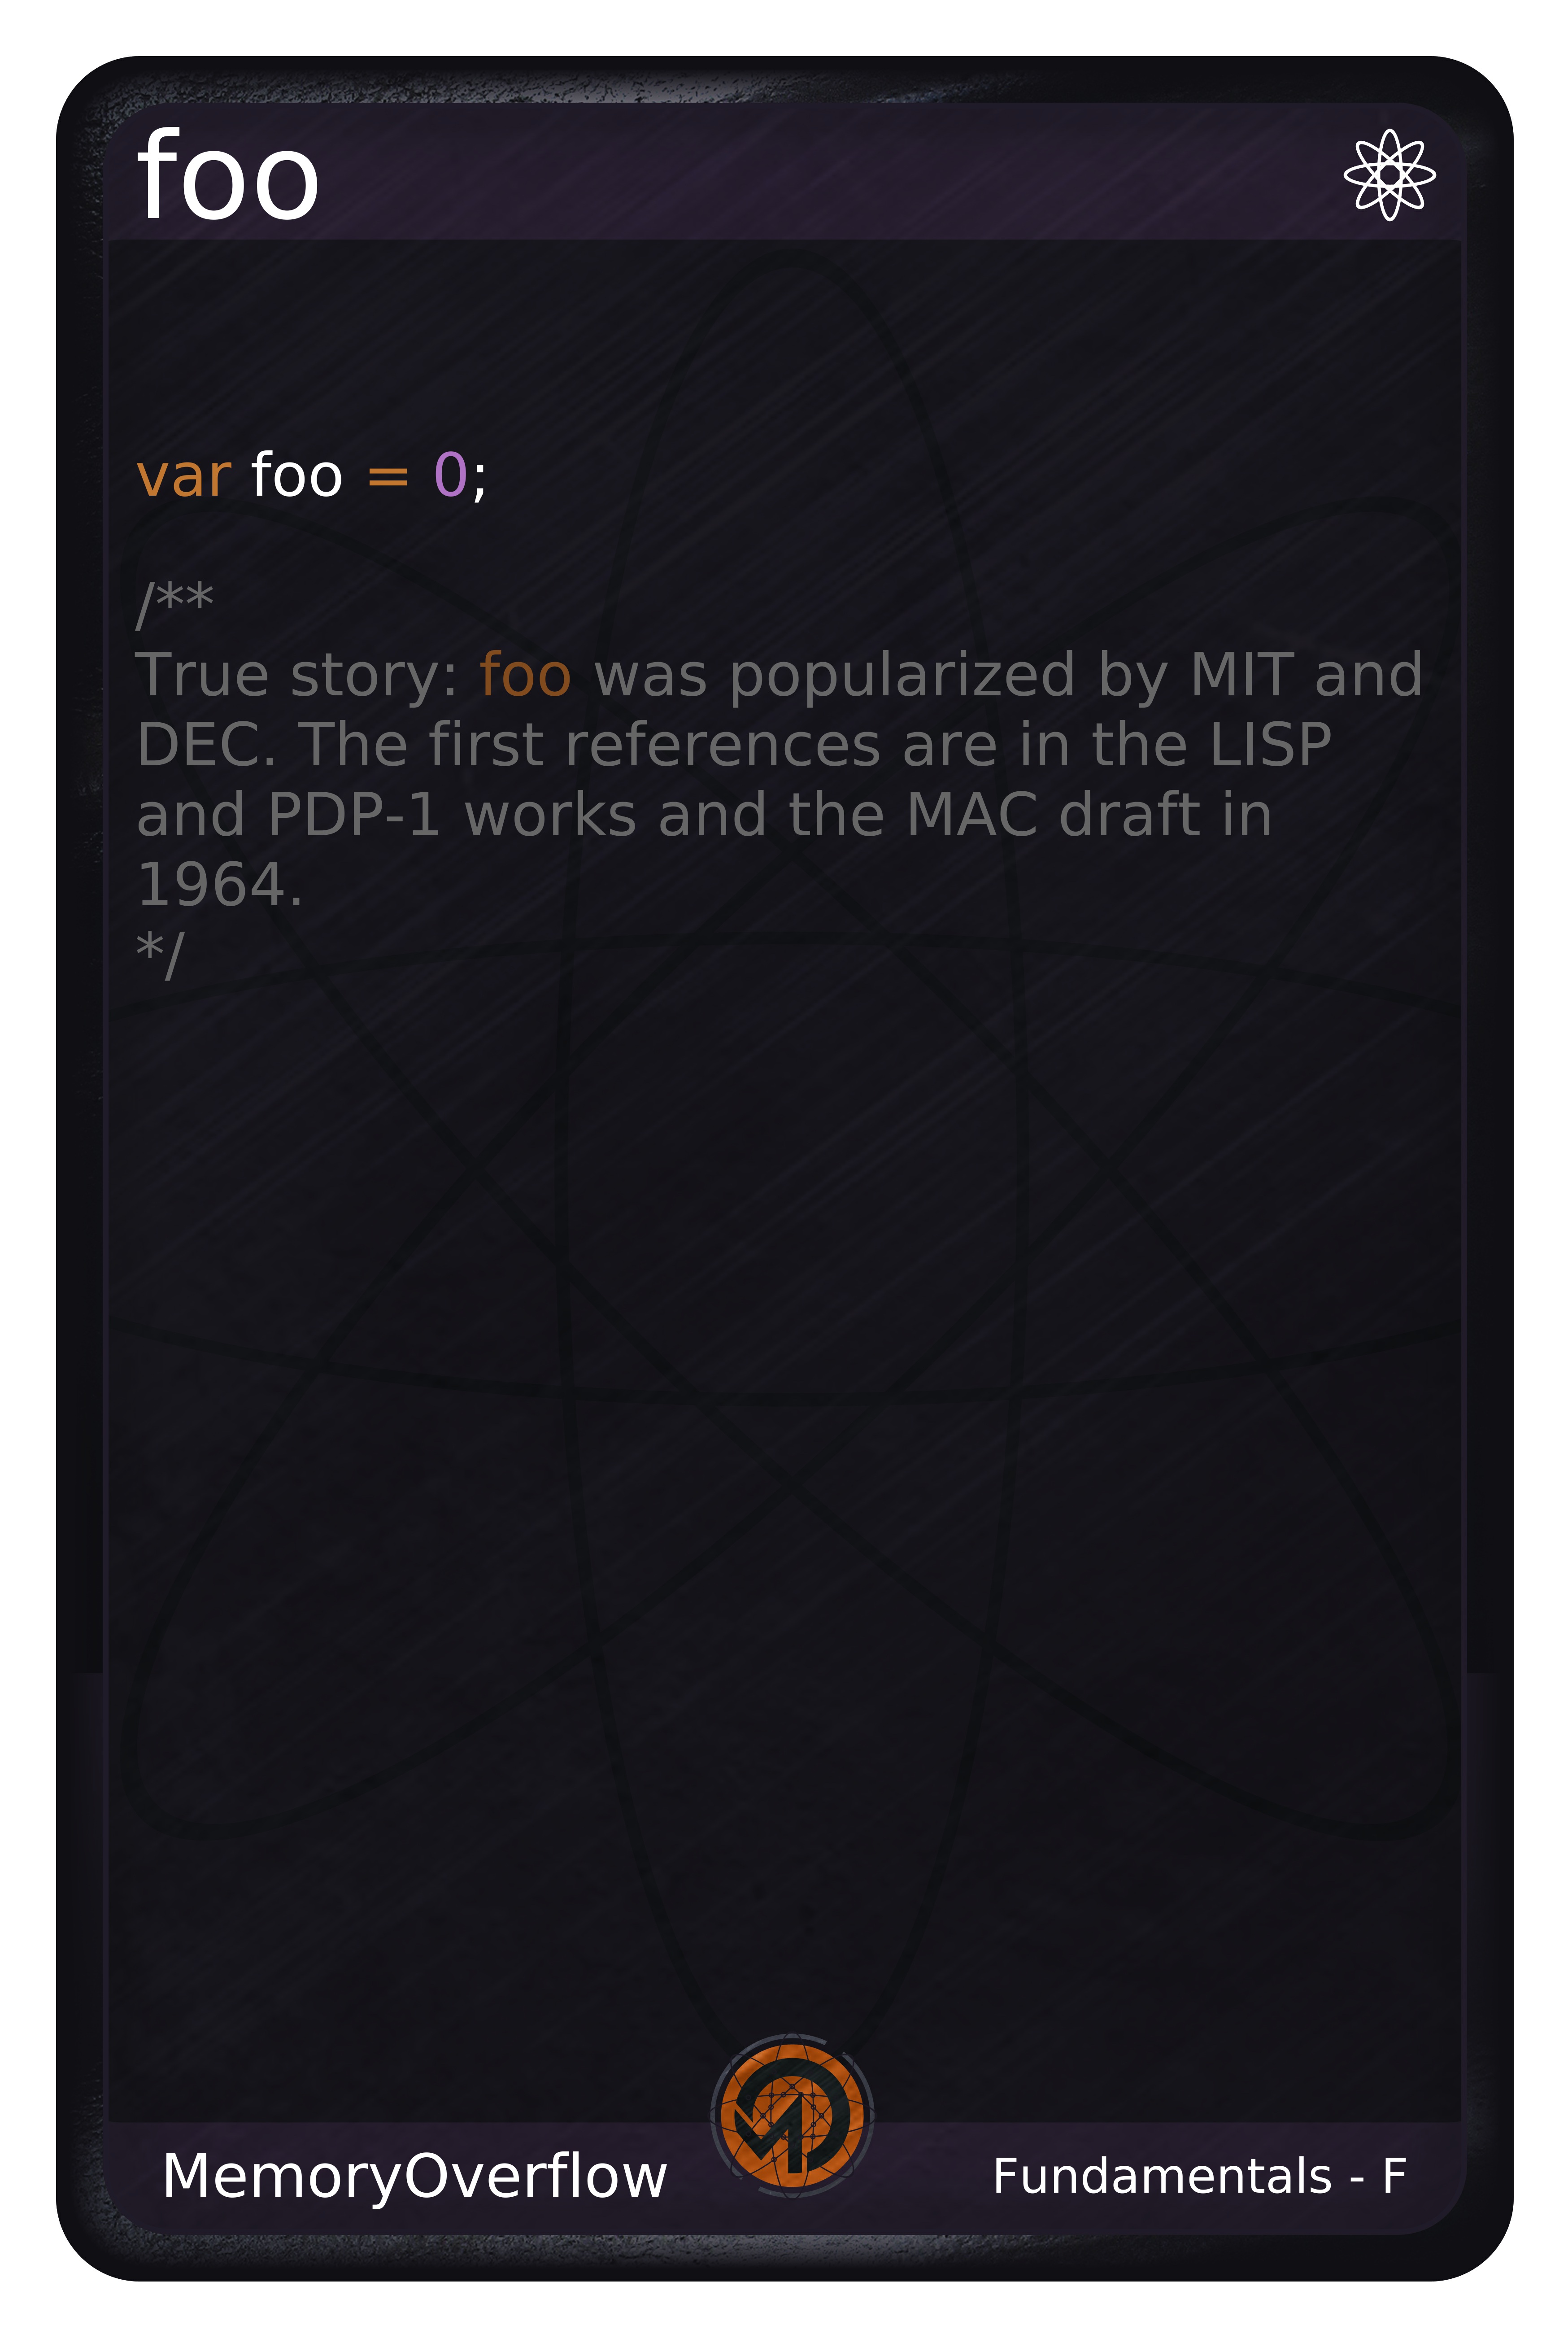 foo
var foo = 0;
/**
True story: foo was popularized by MIT and
DEC. The first references are in the LISP
and PDP-1 works and the MAC draft in
1964.
*/
MemoryOverflow
Fundamentals - F